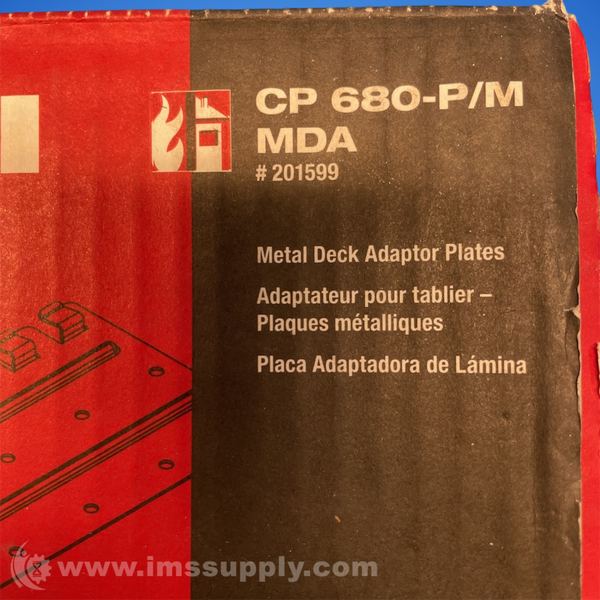 CP 680-P/M
MDA
# 201599
Metal Deck Adaptor Plates
Adaptateur pour tablier –
Plaques métalliques
Placa Adaptadora de Lámina
www.imssupply.com